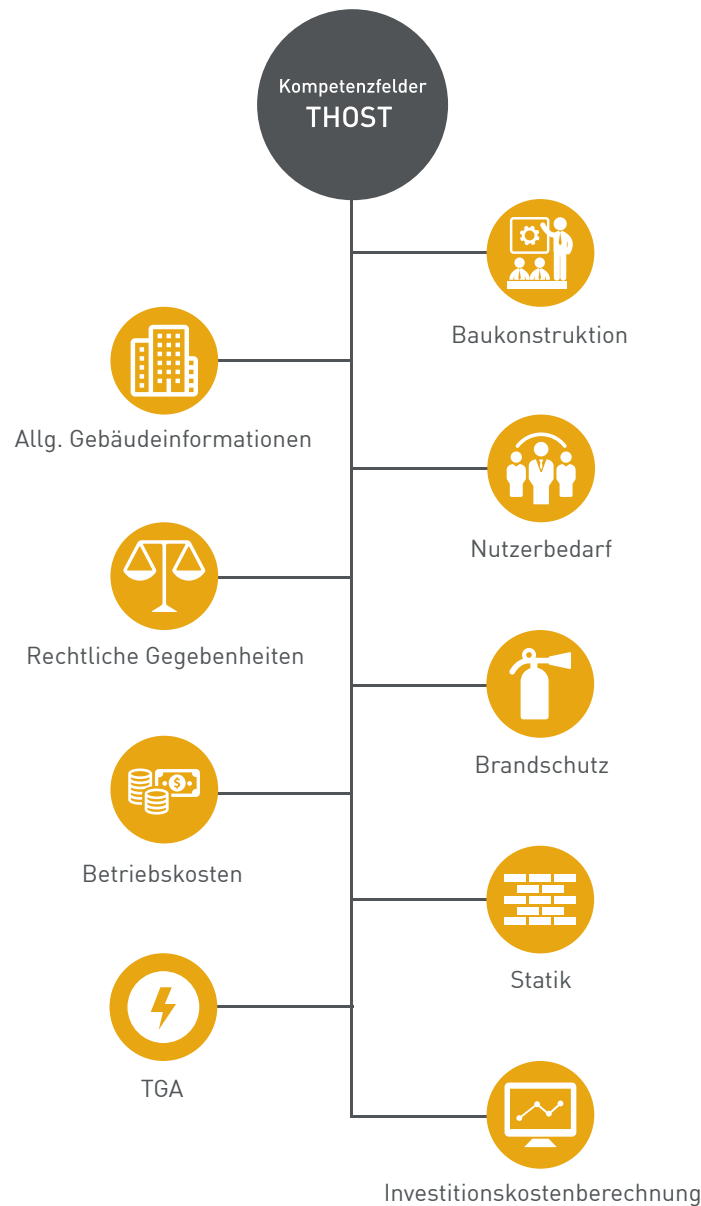 Kompetenzfelder
THOST
Baukonstruktion
Allg. Gebäudeinformationen
Nutzerbedarf
Rechtliche Gegebenheiten
Brandschutz
Betriebskosten
Statik
TGA
Investitionskostenberechnung